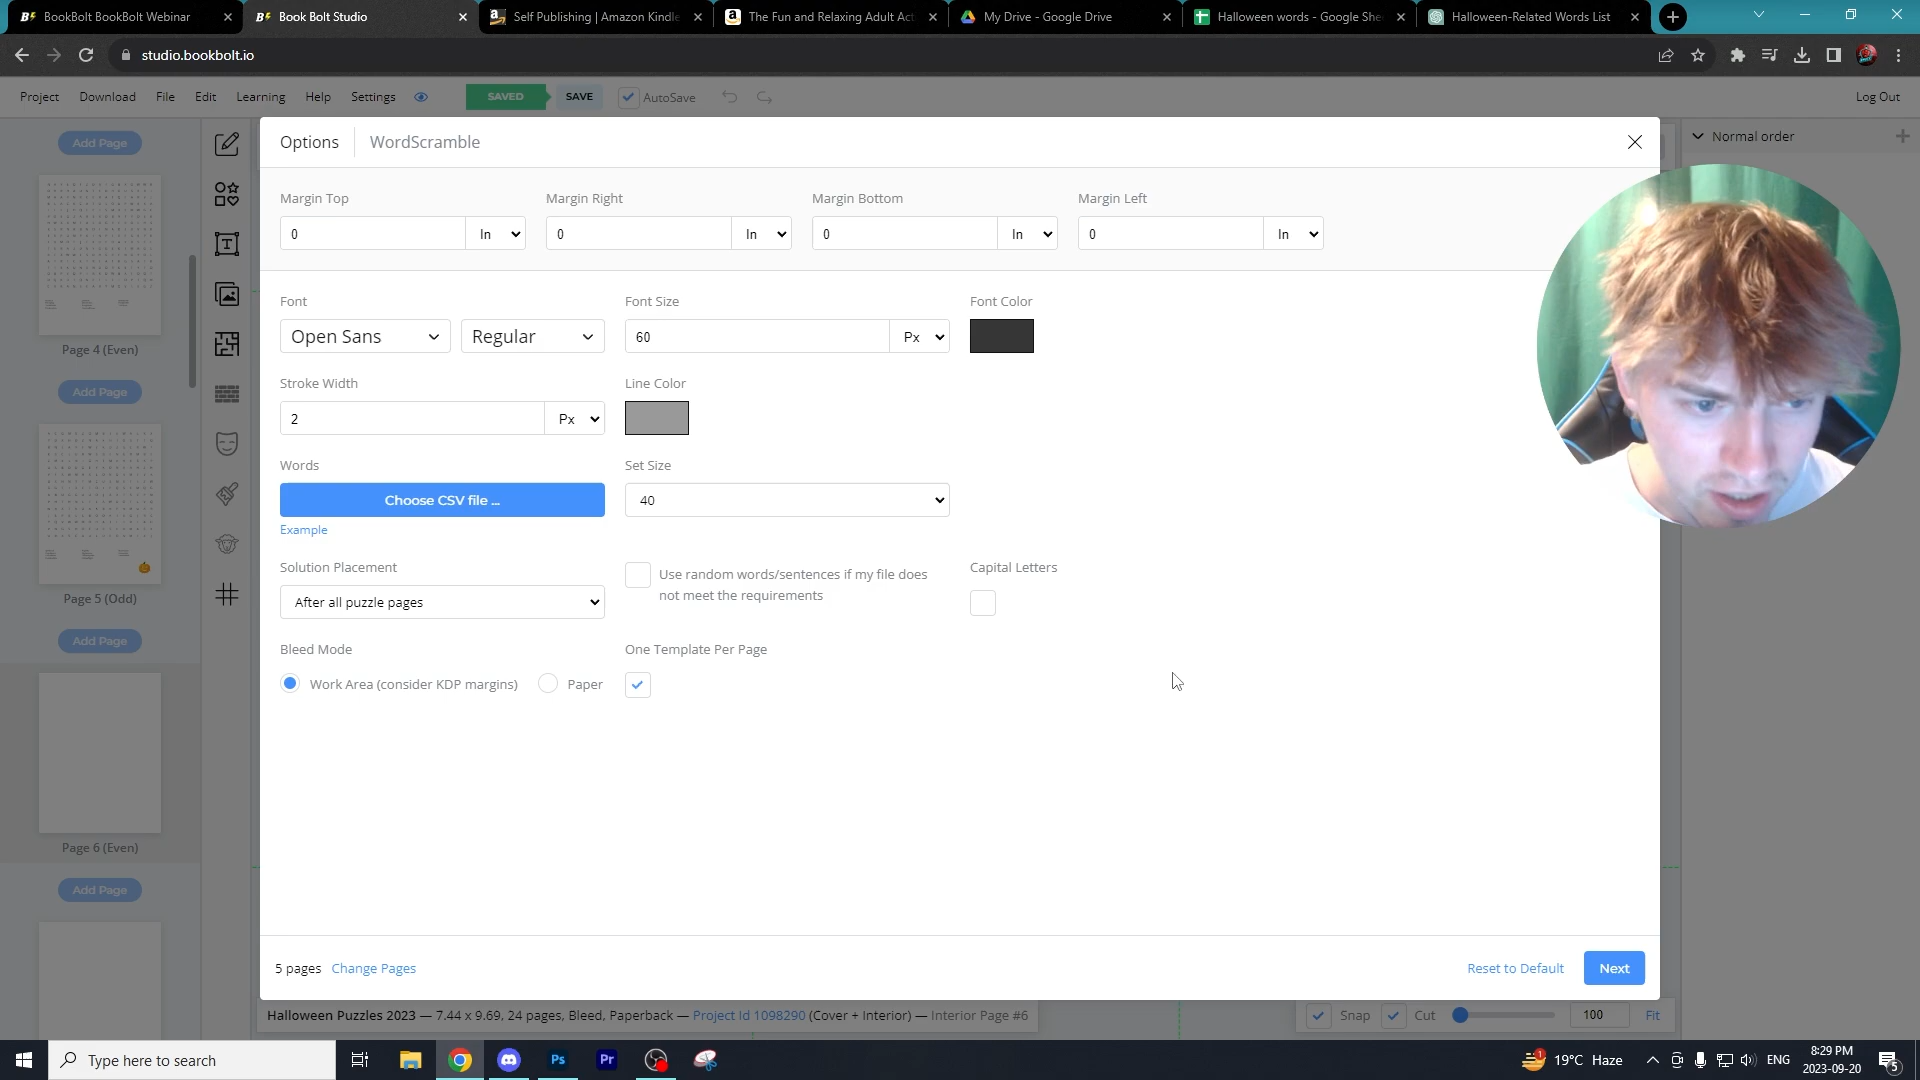 BookBolt BookBolt Webinar
Book Bolt Studio
Self Publishing | Amazon Kindle
The Fun and Relaxing Adult Act
My Drive - Google Drive
Halloween words - Google She
Halloween-Related Words List
studio.bookbolt.io
Project
Download
File
Edit
Learning
Help
Settings
SAVED
SAVE
AutoSave
Log Out
Add Page
Page 4 (Even)
Add Page
Page 5 (Odd)
Add Page
Page 6 (Even)
Add Page
Options
WordScramble
Normal order
Margin Top
Margin Right
Margin Bottom
Margin Left
0 In
0 In
0 In
0 In
Font
Font Size
Font Color
Open Sans
Regular
60 Px
Stroke Width
Line Color
2 Px
Words
Set Size
Choose CSV file ...
40
Example
Solution Placement
Use random words/sentences if my file does
not meet the requirements
Capital Letters
After all puzzle pages
Bleed Mode
One Template Per Page
Work Area (consider KDP margins)
Paper
5 pages Change Pages
Reset to Default
Next
Halloween Puzzles 2023 — 7.44 x 9.69, 24 pages, Bleed, Paperback — Project Id 1098290 (Cover + Interior) — Interior Page #6
Snap
Cut
100
Fit
Type here to search
Ps
Pr
1
19°C Haze
ENG
8:29 PM
2023-09-20
5